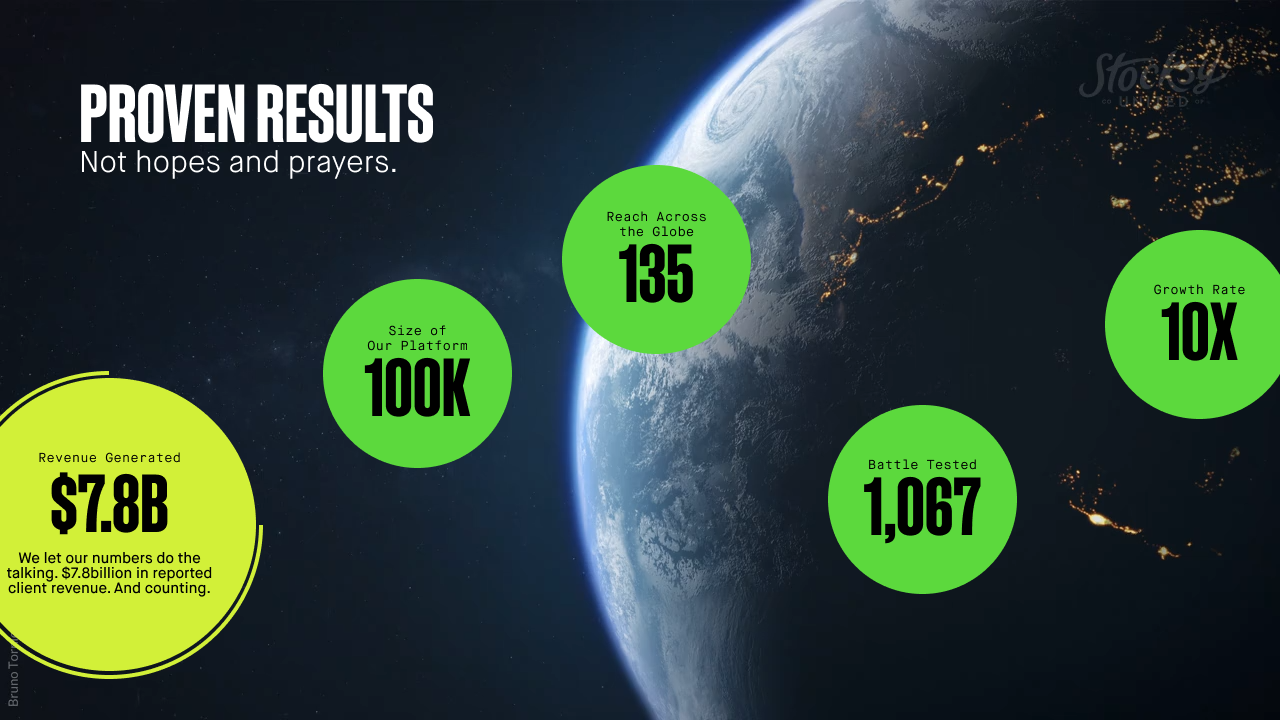 PROVEN RESULTS
Not hopes and prayers.
Stocksy
UNITED
Reach Across
the Globe
135
Growth Rate
10X
Size of
Our Platform
100K
Battle Tested
1,067
Revenue Generated
$7.8B
We let our numbers do the
talking. $7.8billion in reported
client revenue. And counting.
Bruno